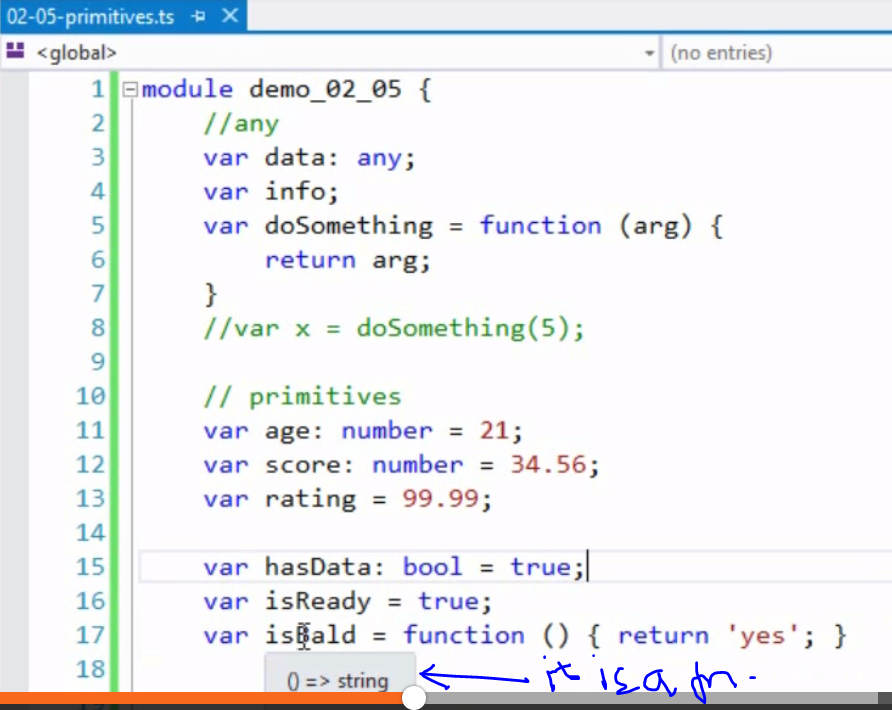 02-05-primitives.ts
<global> (no entries)
1 module demo_02_05 {
2 //any
3 var data: any;
4 var info;
5 var doSomething = function (arg) {
6 return arg;
7 }
8 //var x = doSomething(5);
9
10 // primitives
11 var age: number = 21;
12 var score: number = 34.56;
13 var rating = 99.99;
14
15 var hasData: bool = true;
16 var isReady = true;
17 var isBald = function () { return 'yes'; }
18
() => string it is a fn.